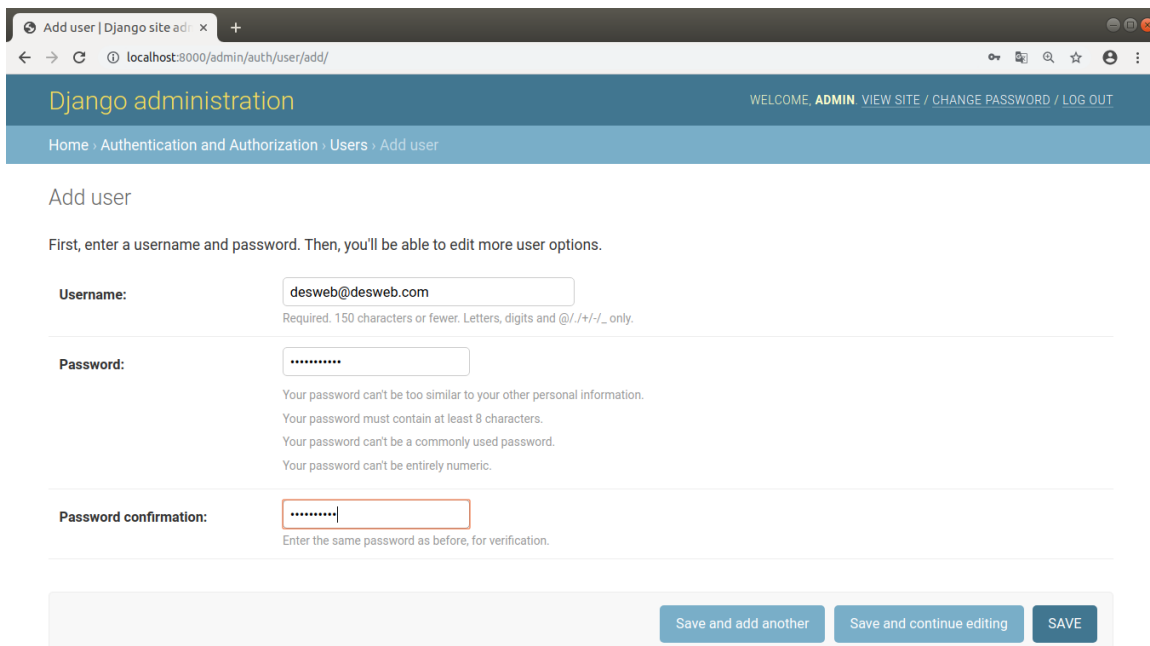 Add user | Django site adm
localhost:8000/admin/auth/user/add/
Django administration
WELCOME, ADMIN. VIEW SITE / CHANGE PASSWORD / LOG OUT
Home › Authentication and Authorization › Users › Add user
Add user
First, enter a username and password. Then, you'll be able to edit more user options.
Username:
desweb@desweb.com
Required. 150 characters or fewer. Letters, digits and @/./+/-/_ only.
Password:
•••••••••••
Your password can't be too similar to your other personal information.
Your password must contain at least 8 characters.
Your password can't be a commonly used password.
Your password can't be entirely numeric.
Password confirmation:
••••••••••
Enter the same password as before, for verification.
Save and add another
Save and continue editing
SAVE